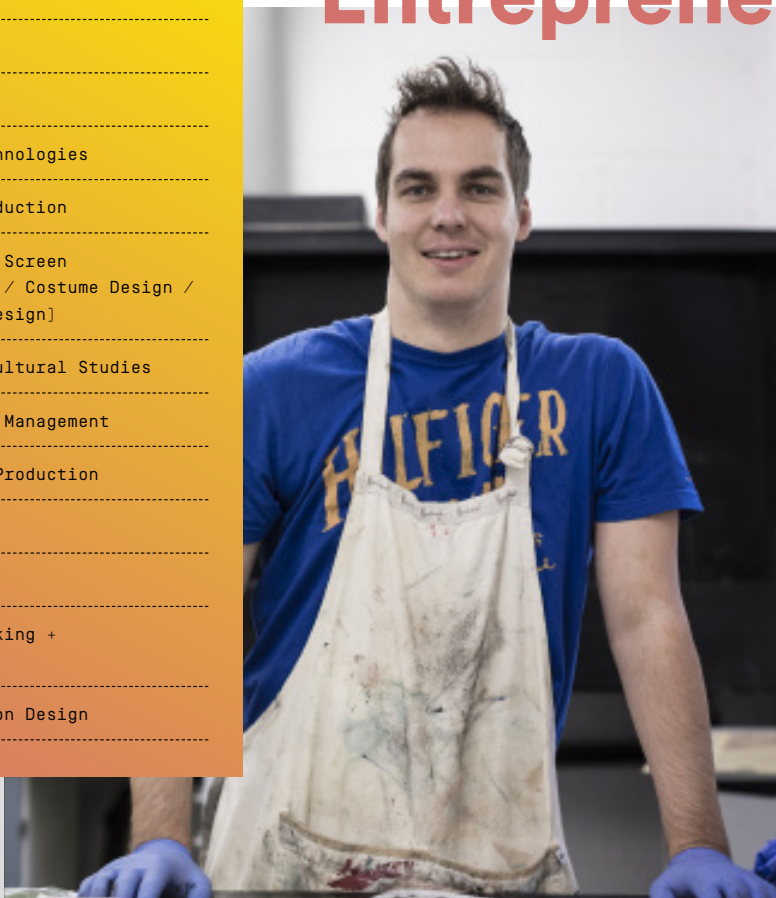 Entreprene
nnologies
duction
Screen
/ Costume Design /
esign]
ultural Studies
Management
Production
king +
on Design
HILFIGER